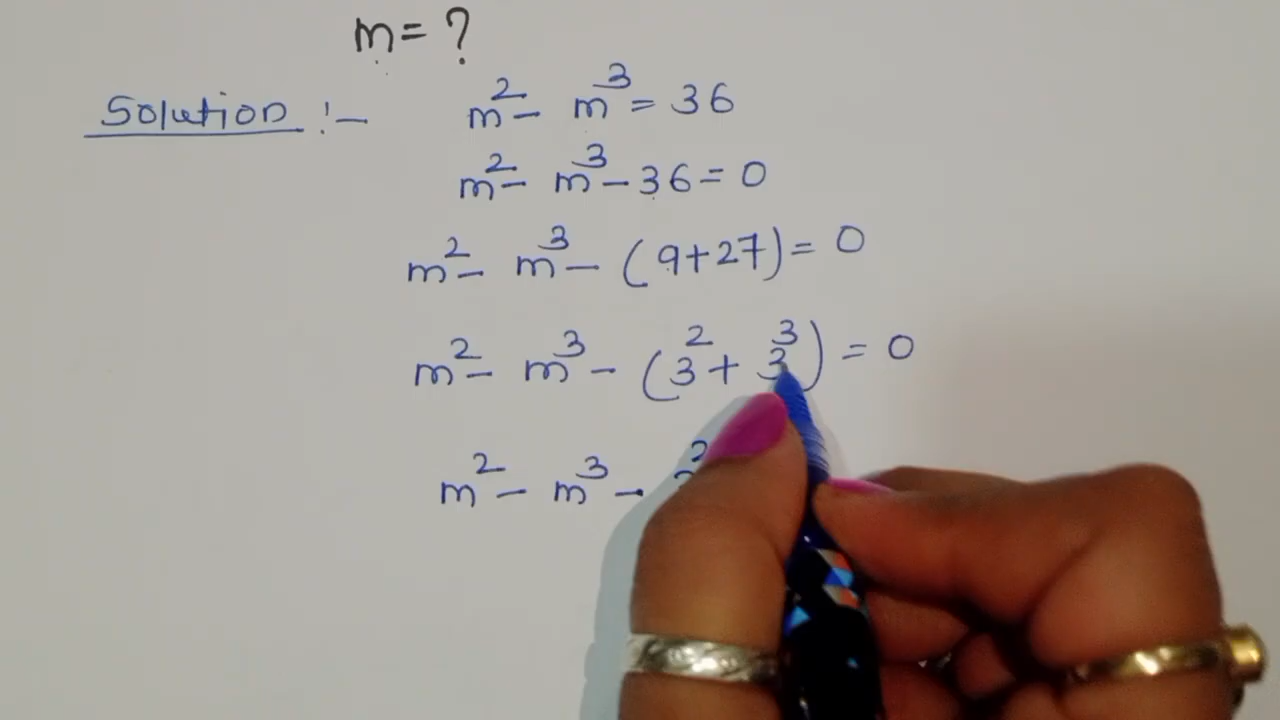 m = ?
Solution :- m² - m³ = 36
m² - m³ - 36 = 0
m² - m³ - (9+27) = 0
m² - m³ - (3² + 3³) = 0
m² - m³ -